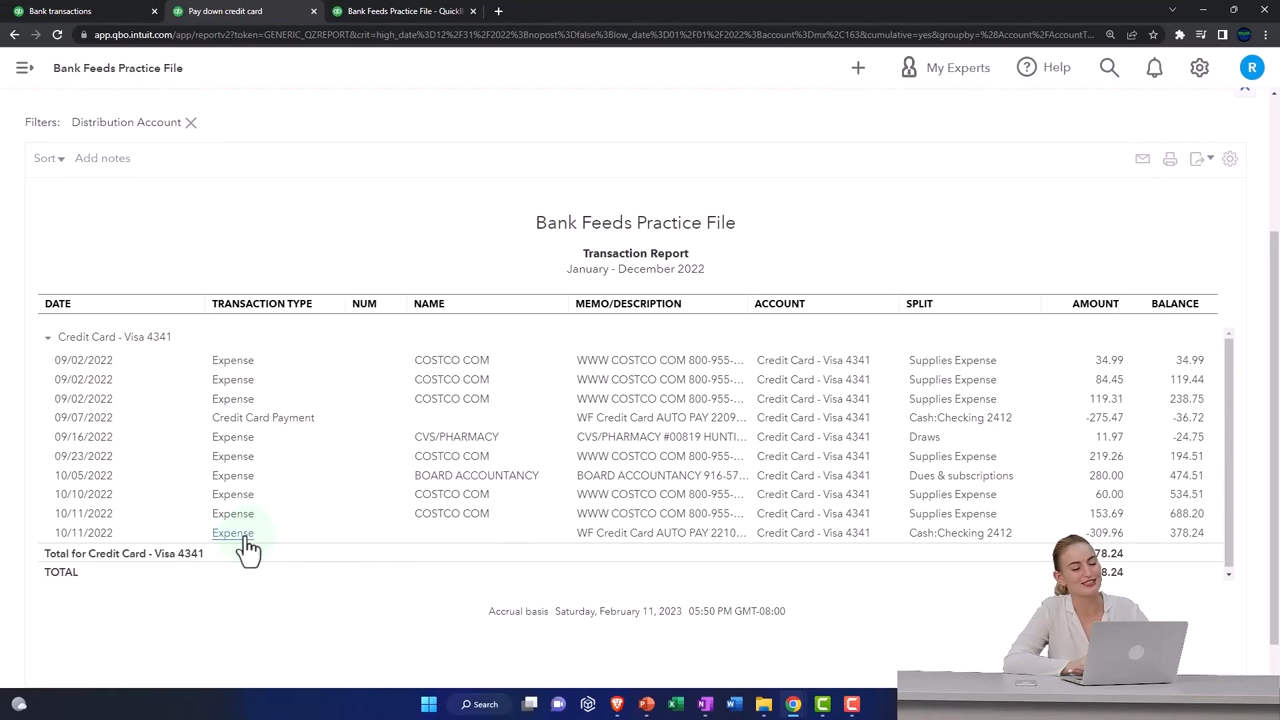 Bank transactions
Pay down credit card
Bank Feeds Practice File - QuickB
app.qbo.intuit.com/app/reportv2?token=GENERIC_QZREPORT&crit=high_date%3D12%2F31%2F2022%3Bnopost%3Dfalse%3Blow_date%3D01%2F01%2F2022%3Baccount%3Dmx%2C163%3Bcumulative%3Dyes%3Bgroupby%3D%28Account%2FAccountT...
Bank Feeds Practice File
My Experts
Help
R
Filters: Distribution Account
Sort Add notes
Bank Feeds Practice File
Transaction Report
January - December 2022
DATE TRANSACTION TYPE NUM NAME MEMO/DESCRIPTION ACCOUNT SPLIT AMOUNT BALANCE
Credit Card - Visa 4341
09/02/2022 Expense COSTCO COM WWW COSTCO COM 800-955-... Credit Card - Visa 4341 Supplies Expense 34.99 34.99
09/02/2022 Expense COSTCO COM WWW COSTCO COM 800-955-... Credit Card - Visa 4341 Supplies Expense 84.45 119.44
09/02/2022 Expense COSTCO COM WWW COSTCO COM 800-955-... Credit Card - Visa 4341 Supplies Expense 119.31 238.75
09/07/2022 Credit Card Payment WF Credit Card AUTO PAY 2209... Credit Card - Visa 4341 Cash:Checking 2412 -275.47 -36.72
09/16/2022 Expense CVS/PHARMACY CVS/PHARMACY #00819 HUNTI... Credit Card - Visa 4341 Draws 11.97 -24.75
09/23/2022 Expense COSTCO COM WWW COSTCO COM 800-955-... Credit Card - Visa 4341 Supplies Expense 219.26 194.51
10/05/2022 Expense BOARD ACCOUNTANCY BOARD ACCOUNTANCY 916-57... Credit Card - Visa 4341 Dues & subscriptions 280.00 474.51
10/10/2022 Expense COSTCO COM WWW COSTCO COM 800-955-... Credit Card - Visa 4341 Supplies Expense 60.00 534.51
10/11/2022 Expense COSTCO COM WWW COSTCO COM 800-955-... Credit Card - Visa 4341 Supplies Expense 153.69 688.20
10/11/2022 Expense WF Credit Card AUTO PAY 2210... Credit Card - Visa 4341 Cash:Checking 2412 -309.96 378.24
Total for Credit Card - Visa 4341 78.24
TOTAL 8.24
Accrual basis Saturday, February 11, 2023 05:50 PM GMT-08:00
Search